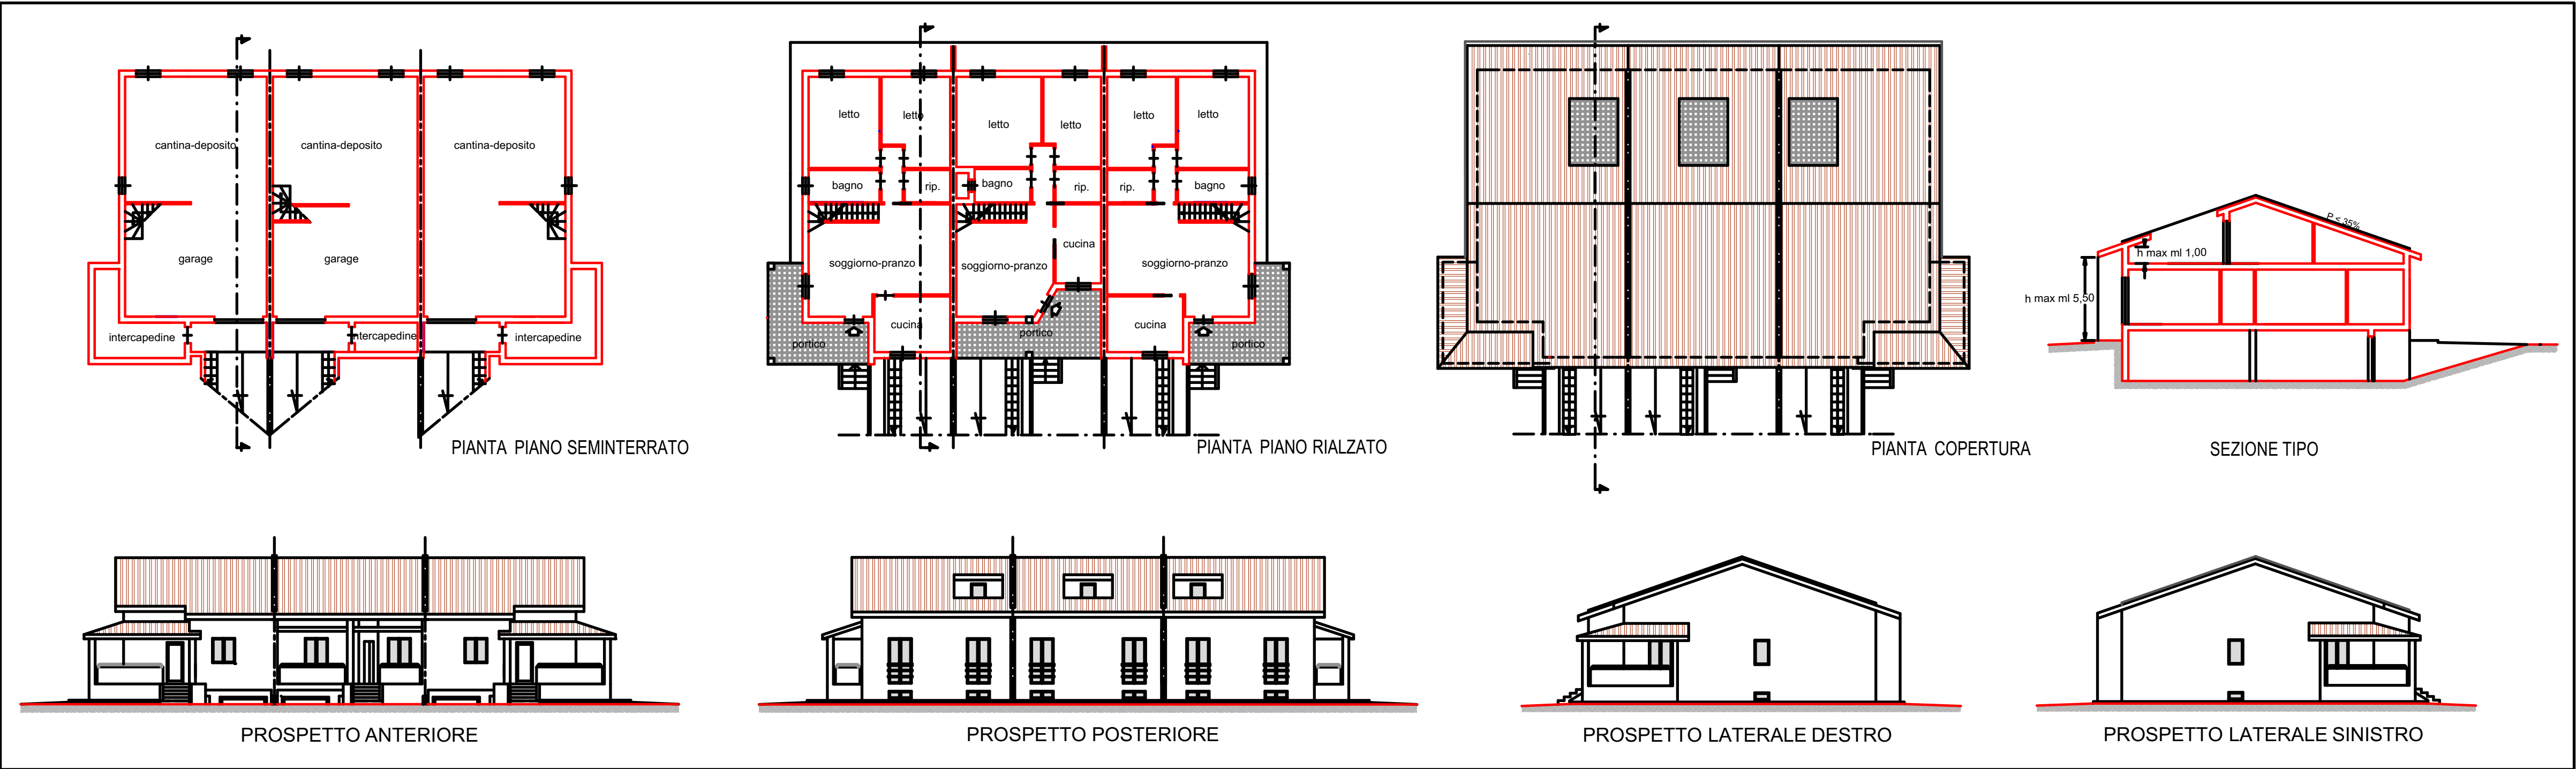 cantina-deposito
cantina-deposito
cantina-deposito
garage
garage
intercapedine
intercapedine
intercapedine
PIANTA PIANO SEMINTERRATO
letto
letto
letto
letto
letto
letto
bagno
rip.
bagno
rip.
rip.
bagno
cucina
soggiorno-pranzo
soggiorno-pranzo
soggiorno-pranzo
cucina
cucina
portico
portico
portico
PIANTA PIANO RIALZATO
PIANTA COPERTURA
P ≤ 35%
h max ml 1,00
h max ml 5,50
SEZIONE TIPO
PROSPETTO ANTERIORE
PROSPETTO POSTERIORE
PROSPETTO LATERALE DESTRO
PROSPETTO LATERALE SINISTRO